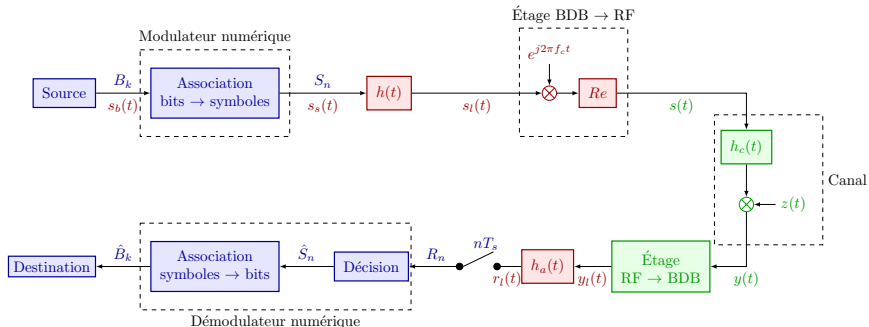 Étage BDB → RF
Modulateur numérique
e^{j2πf_ct}
Source
B_k
s_b(t)
Association
bits → symboles
S_n
s_s(t)
h(t)
s_l(t)
Re
s(t)
h_c(t)
Canal
z(t)
nT_s
Destination
B̂_k
Association
symboles → bits
Ŝ_n
Décision
R_n
r_l(t)
h_a(t)
y_l(t)
Étage
RF → BDB
y(t)
Démodulateur numérique